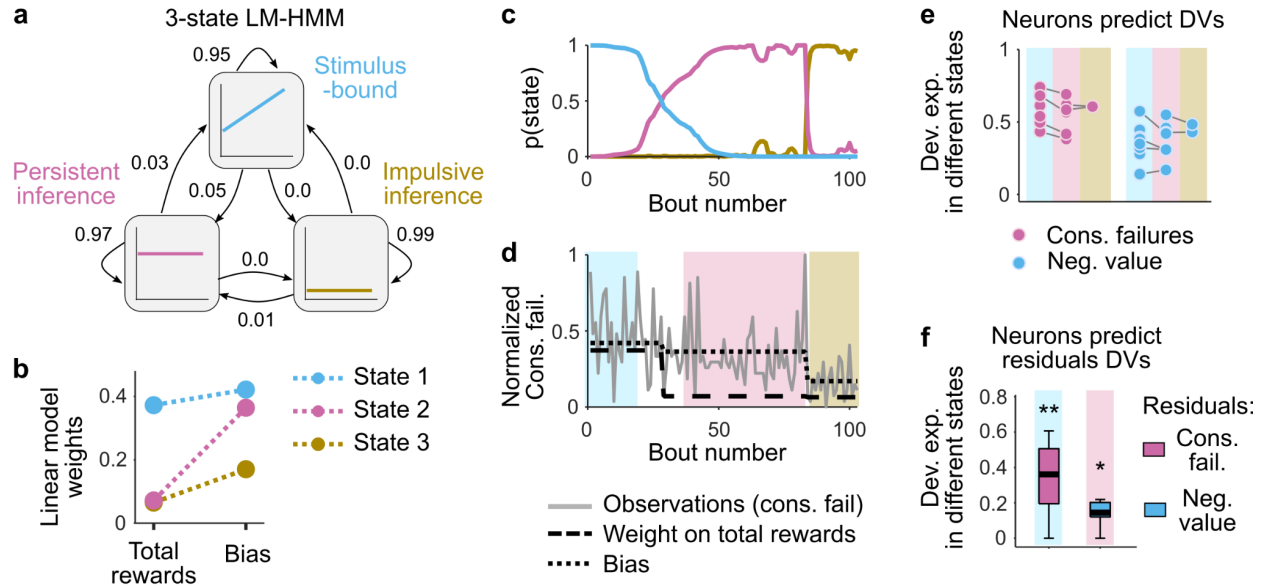 a
3-state LM-HMM
0.95
Stimulus
-bound
0.03
0.0
Persistent
inference
0.05
0.0
Impulsive
inference
0.97
0.99
0.0
0.01
b
Linear model
weights
0.4
0.2
0
Total
rewards
Bias
State 1
State 2
State 3
c
p(state)
1
0.5
0
0
50
100
Bout number
d
Normalized
Cons. fail.
1
0.5
0
0
50
100
Bout number
Observations (cons. fail)
Weight on total rewards
Bias
e
Neurons predict DVs
Dev. exp.
in different states
1
0.5
0
Cons. failures
Neg. value
f
Neurons predict
residuals DVs
Dev. exp.
in different states
0.8
0.6
0.4
0.2
0
**
*
Residuals:
Cons.
fail.
Neg.
value